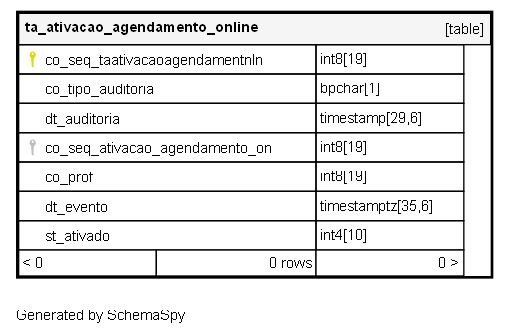 ta_ativacao_agendamento_online [table]
co_seq_taativacaoagendamentnln int8[19]
co_tipo_auditoria bpchar[1]
dt_auditoria timestamp[29,6]
co_seq_ativacao_agendamento_on int8[19]
co_prof int8[19]
dt_evento timestamptz[35,6]
st_ativado int4[10]
< 0 0 rows 0 >
Generated by SchemaSpy